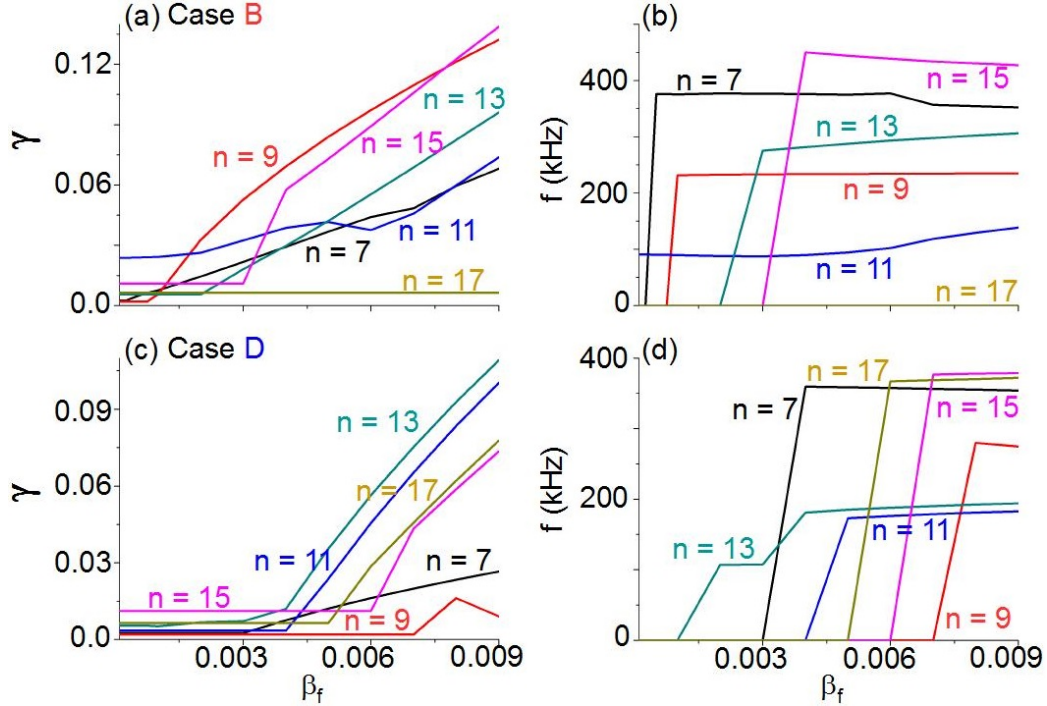 (a) Case B
γ
0.12
0.06
0.0
n = 9
n = 13
n = 15
n = 11
n = 7
n = 17
(b)
f (kHz)
400
200
0
n = 7
n = 15
n = 13
n = 9
n = 11
n = 17
(c) Case D
γ
0.09
0.06
0.03
0.0
n = 13
n = 17
n = 11
n = 7
n = 15
n = 9
0.003
0.006
0.009
βf
(d)
f (kHz)
400
200
0
n = 17
n = 7
n = 15
n = 11
n = 13
n = 9
0.003
0.006
0.009
βf